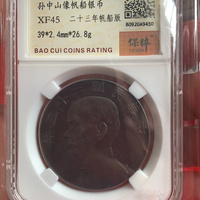 孙中山像帆船银币
XF45 二十三年帆船版
39*2.4mm*26.8g
保粹
BAO CUI COINS RATING